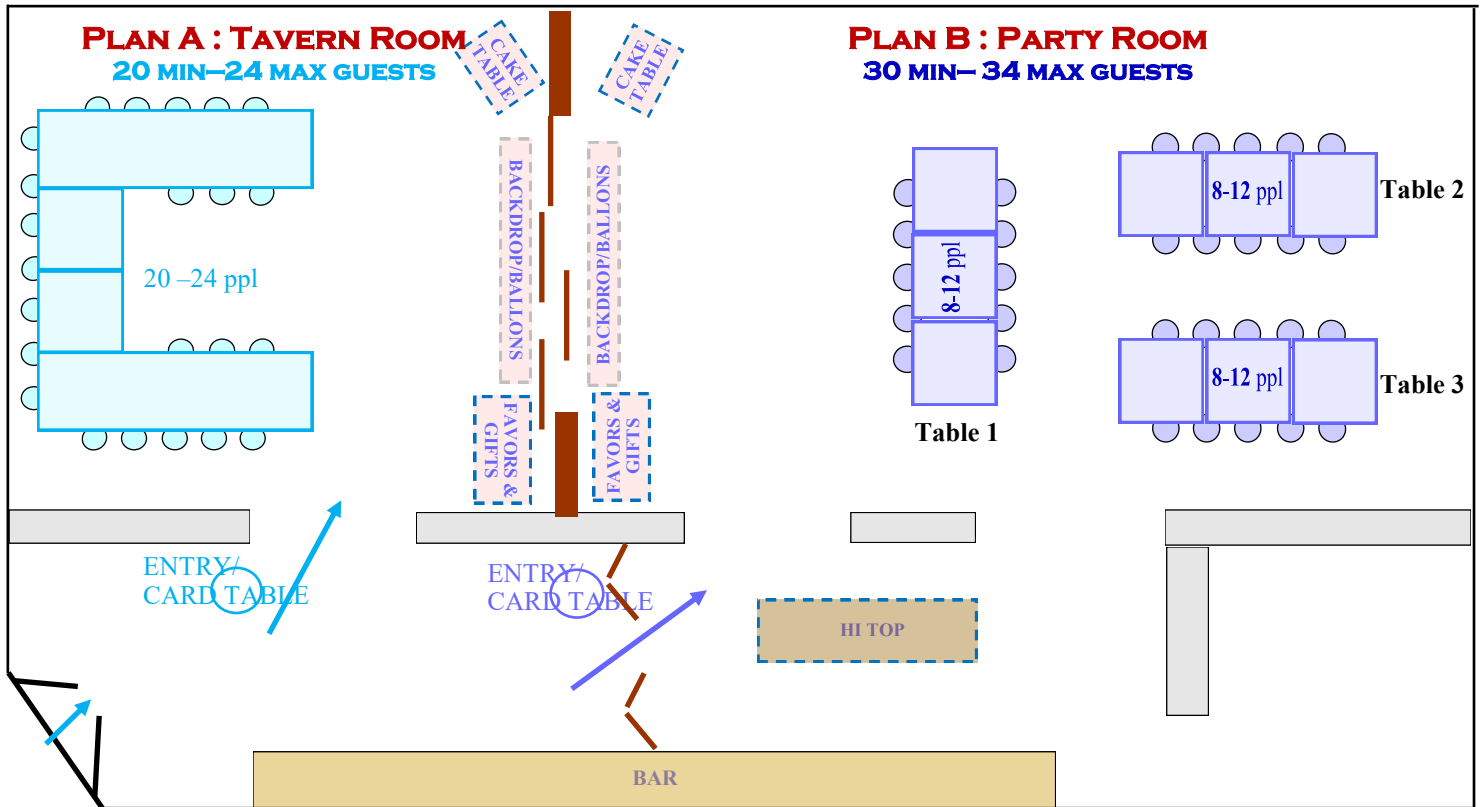 PLAN A : TAVERN ROOM
20 MIN—24 MAX GUESTS
PLAN B : PARTY ROOM
30 MIN— 34 MAX GUESTS
CAKE
TABLE
CAKE
TABLE
BACKDROP/BALLONS
BACKDROP/BALLONS
FAVORS &
GIFTS
FAVORS &
GIFTS
20 –24 ppl
8-12 ppl
Table 1
8-12 ppl
Table 2
8-12 ppl
Table 3
ENTRY/
CARD TABLE
ENTRY/
CARD TABLE
HI TOP
BAR